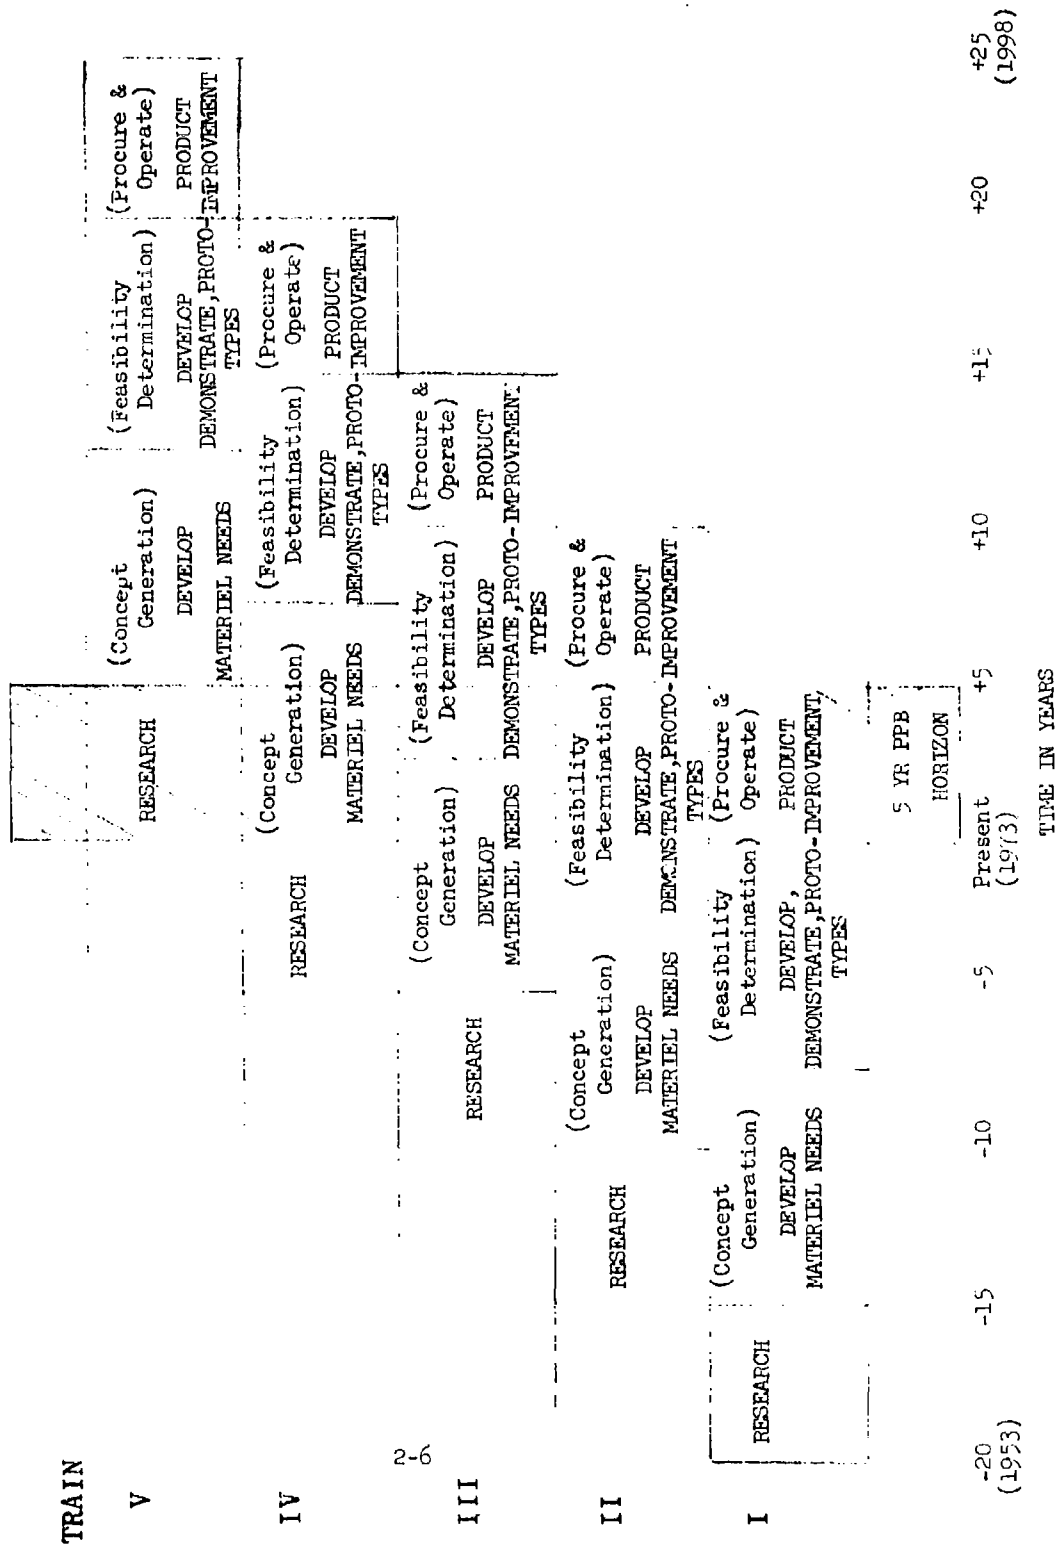 TRAIN
V
RESEARCH
(Concept
Generation)
DEVELOP
MATERIEL NEEDS
(Feasibility
Determination)
DEVELOP
DEMONSTRATE,PROTO-
TYPES
(Procure &
Operate)
PRODUCT
IMPROVEMENT
IV
RESEARCH
(Concept
Generation)
DEVELOP
MATERIEL NEEDS
(Feasibility
Determination)
DEVELOP
DEMONSTRATE,PROTO-
TYPES
(Procure &
Operate)
PRODUCT
IMPROVEMENT
2-6
III
RESEARCH
(Concept
Generation)
DEVELOP
MATERIEL NEEDS
(Feasibility
Determination)
DEVELOP
DEMONSTRATE,PROTO-
TYPES
(Procure &
Operate)
PRODUCT
IMPROVEMENT
II
RESEARCH
(Concept
Generation)
DEVELOP
MATERIEL NEEDS
(Feasibility
Determination)
DEVELOP
DEMONSTRATE,PROTO-
TYPES
(Procure &
Operate)
PRODUCT
IMPROVEMENT
I
RESEARCH
(Concept
Generation)
DEVELOP
MATERIEL NEEDS
(Feasibility
Determination)
DEVELOP,
DEMONSTRATE,PROTO-
TYPES
(Procure &
Operate)
PRODUCT
IMPROVEMENT
5 YR PPB
HORIZON
-20 -15 -10 -5 Present +5 +10 +15 +20 +25
(1953) (1973) (1998)
TIME IN YEARS